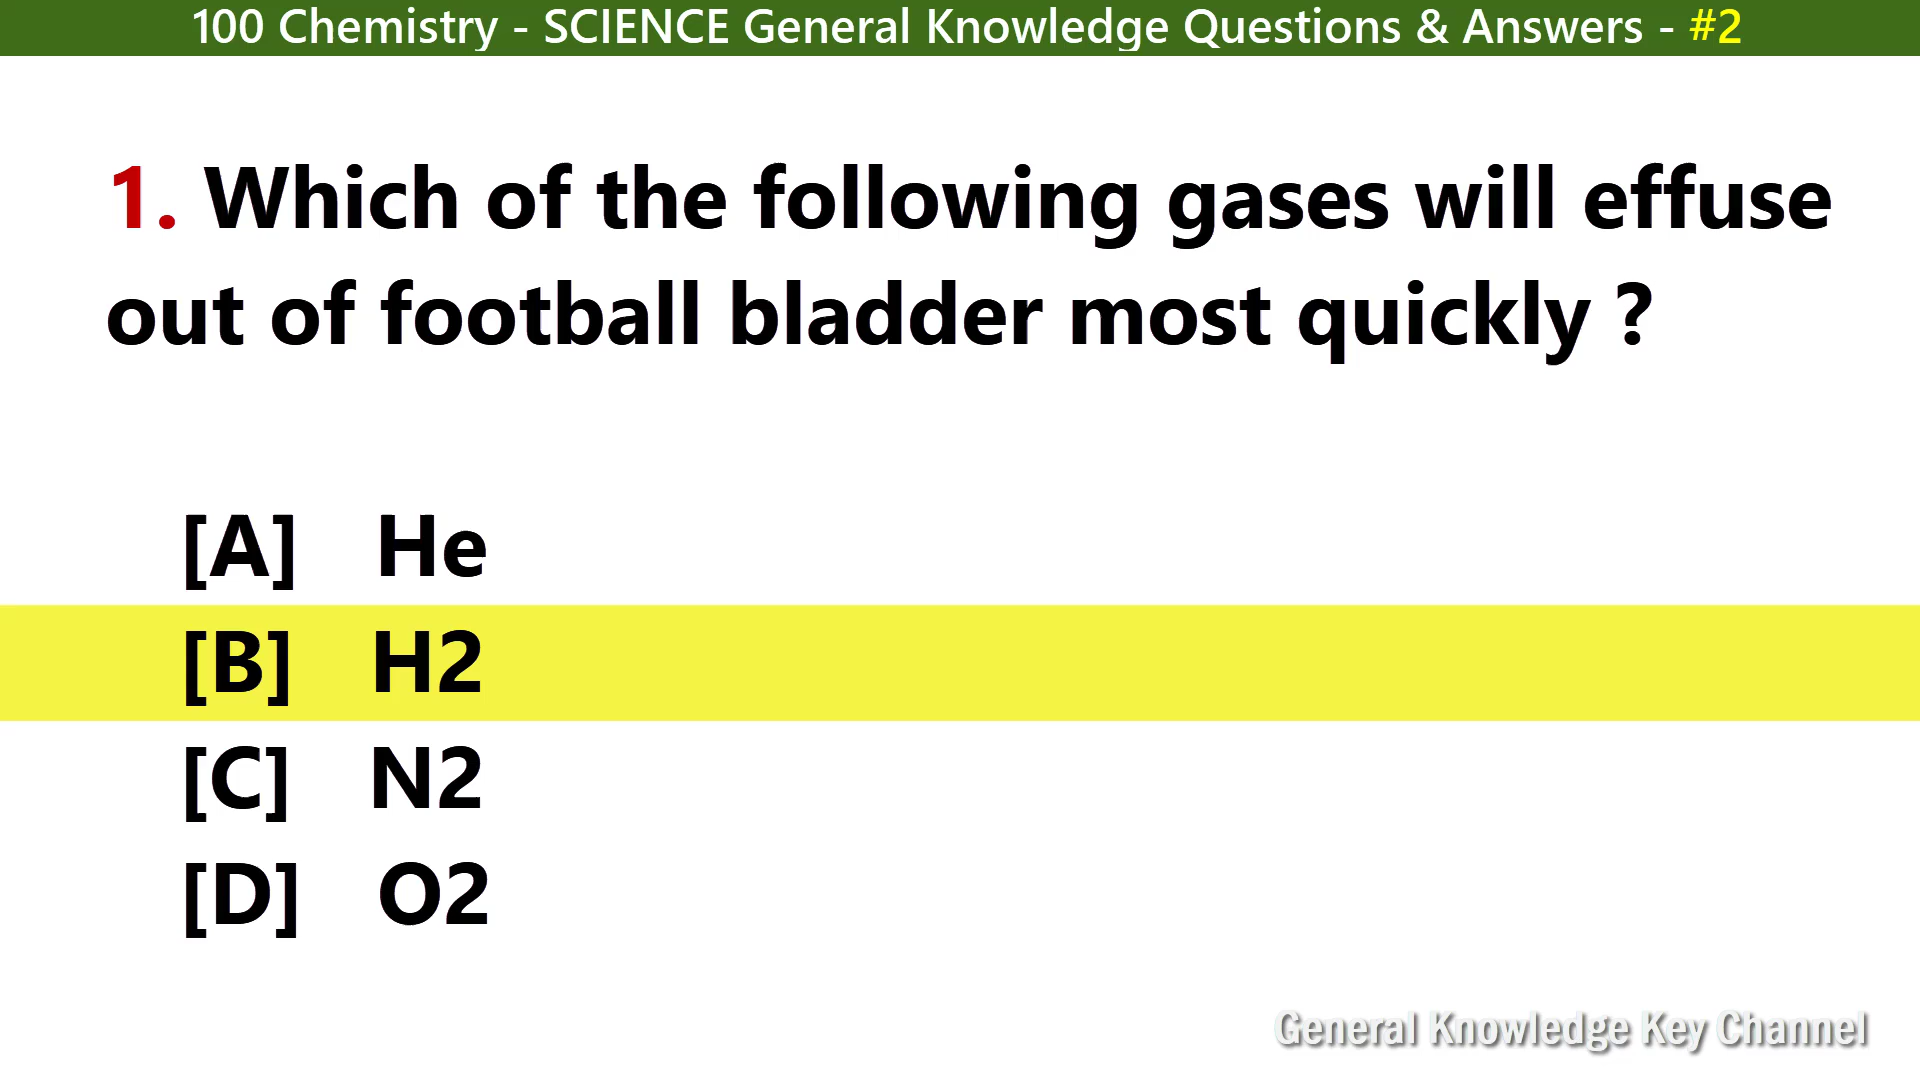 100 Chemistry - SCIENCE General Knowledge Questions & Answers - #2
1. Which of the following gases will effuse
out of football bladder most quickly ?
[A] He
[B] H2
[C] N2
[D] O2
General Knowledge Key Channel